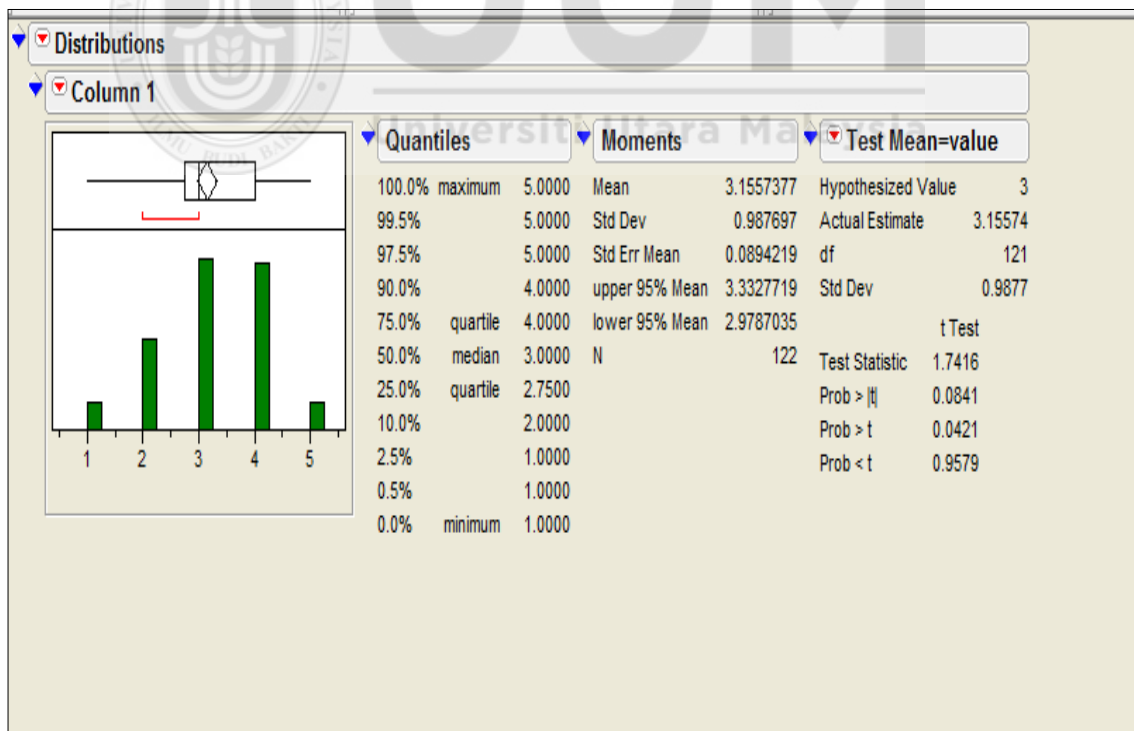 UUM
Universiti Utara Malaysia
Distributions
Column 1
1 2 3 4 5
Quantiles
100.0% maximum 5.0000
99.5% 5.0000
97.5% 5.0000
90.0% 4.0000
75.0% quartile 4.0000
50.0% median 3.0000
25.0% quartile 2.7500
10.0% 2.0000
2.5% 1.0000
0.5% 1.0000
0.0% minimum 1.0000
Moments
Mean 3.1557377
Std Dev 0.987697
Std Err Mean 0.0894219
upper 95% Mean 3.3327719
lower 95% Mean 2.9787035
N 122
Test Mean=value
Hypothesized Value 3
Actual Estimate 3.15574
df 121
Std Dev 0.9877
t Test
Test Statistic 1.7416
Prob > |t| 0.0841
Prob > t 0.0421
Prob < t 0.9579